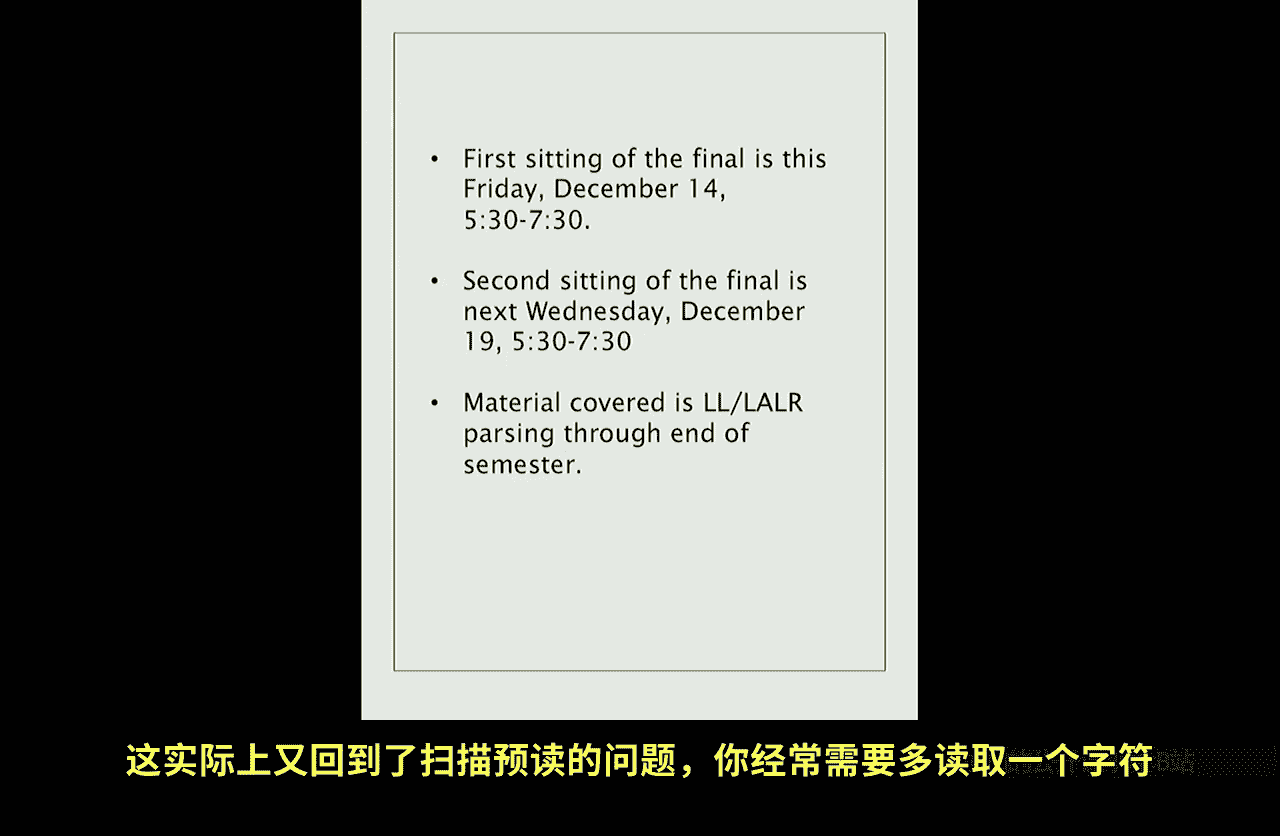 • First sitting of the final is this
Friday, December 14,
5:30-7:30.
• Second sitting of the final is
next Wednesday, December
19, 5:30-7:30
• Material covered is LL/LALR
parsing through end of
semester.
这实际上又回到了扫描预读的问题，你经常需要多读取一个字符